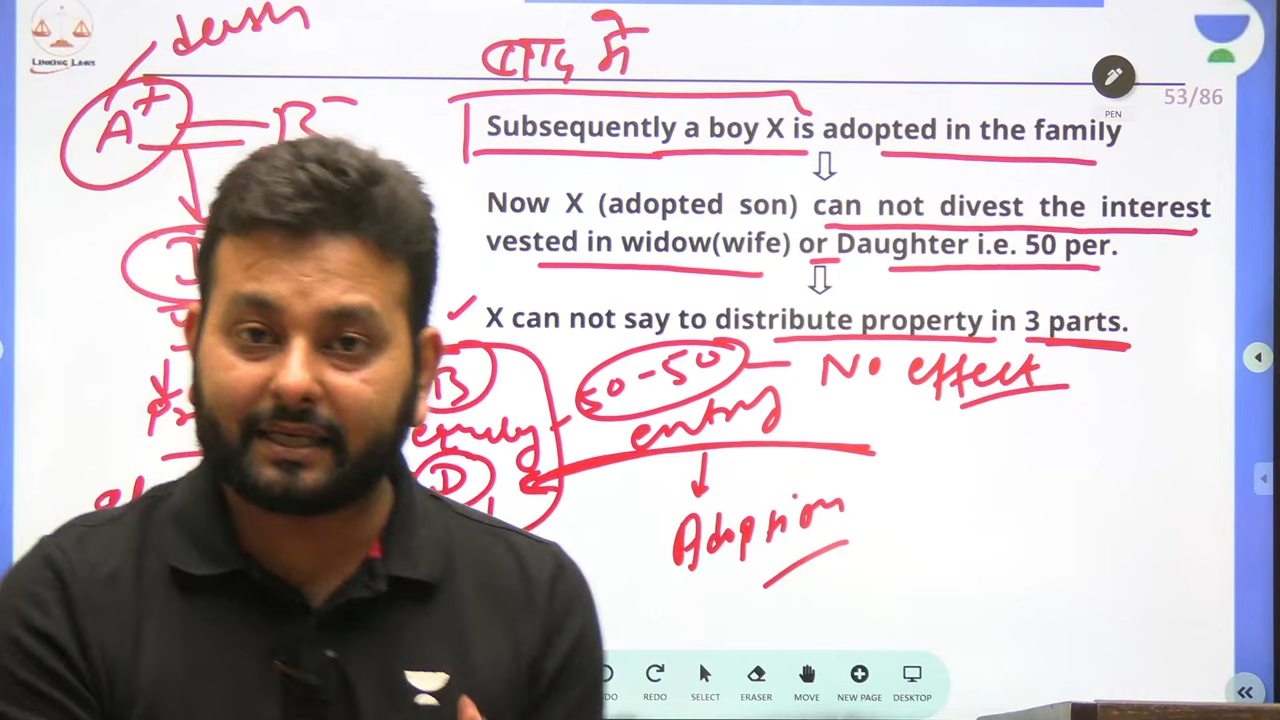 death
बाद में
LINKING LAWS
A+
B-
53/86
PEN
Subsequently a boy X is adopted in the family
Now X (adopted son) can not divest the interest
vested in widow(wife) or Daughter i.e. 50 per.
X can not say to distribute property in 3 parts.
50-50
No effect
B
entry
D
Adoption
REDO
SELECT
ERASER
MOVE
NEW PAGE
DESKTOP